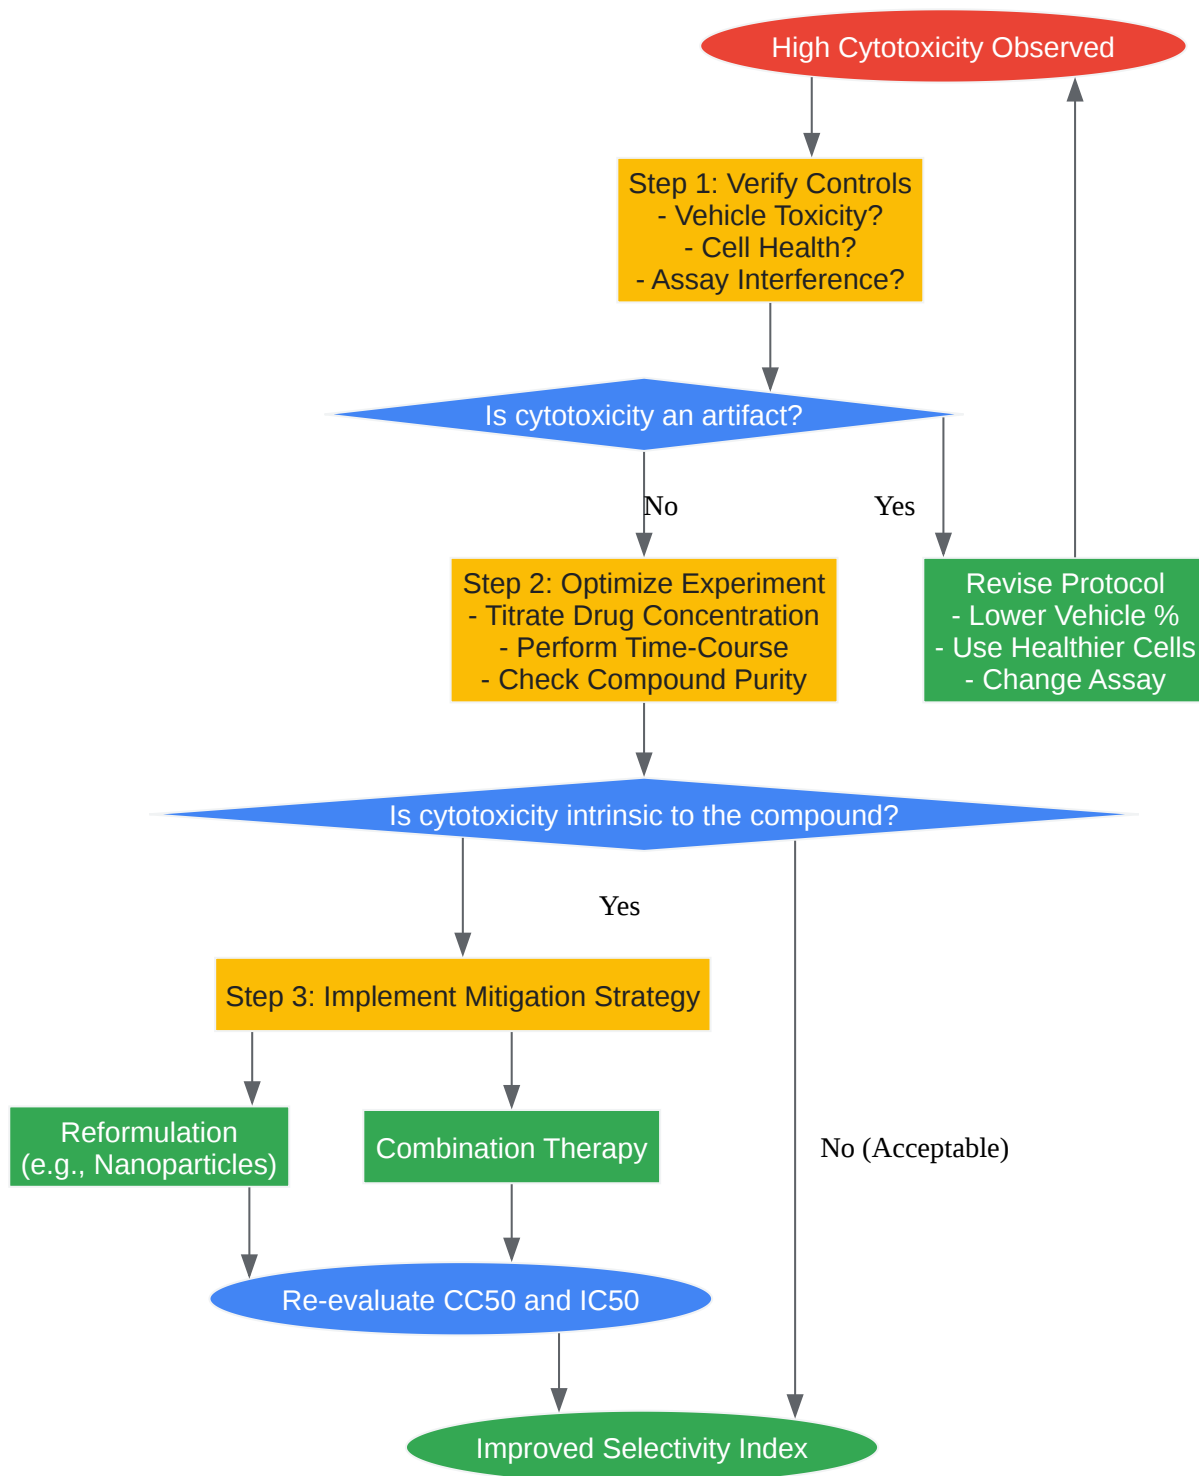 High Cytotoxicity Observed
Step 1: Verify Controls
- Vehicle Toxicity?
- Cell Health?
- Assay Interference?
Is cytotoxicity an artifact?
No
Yes
Step 2: Optimize Experiment
- Titrate Drug Concentration
- Perform Time-Course
- Check Compound Purity
Revise Protocol
- Lower Vehicle %
- Use Healthier Cells
- Change Assay
Is cytotoxicity intrinsic to the compound?
Yes
Step 3: Implement Mitigation Strategy
Reformulation
(e.g., Nanoparticles)
Combination Therapy
No (Acceptable)
Re-evaluate CC50 and IC50
Improved Selectivity Index